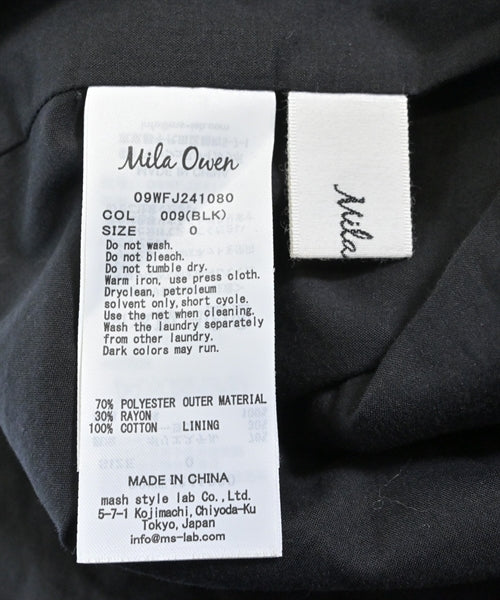 Mila Owen
09WFJ241080
COL 009(BLK)
SIZE 0
Do not wash.
Do not bleach.
Do not tumble dry.
Warm iron, use press cloth.
Dryclean, petroleum
solvent only, short cycle.
Use the net when cleaning.
Wash the laundry separately
from other laundry.
Dark colors may run.
70% POLYESTER OUTER MATERIAL
30% RAYON
100% COTTON LINING
MADE IN CHINA
mash style lab Co., Ltd.
5-7-1 Kojimachi, Chiyoda-Ku
Tokyo, Japan
info@ms-lab.com
Mila